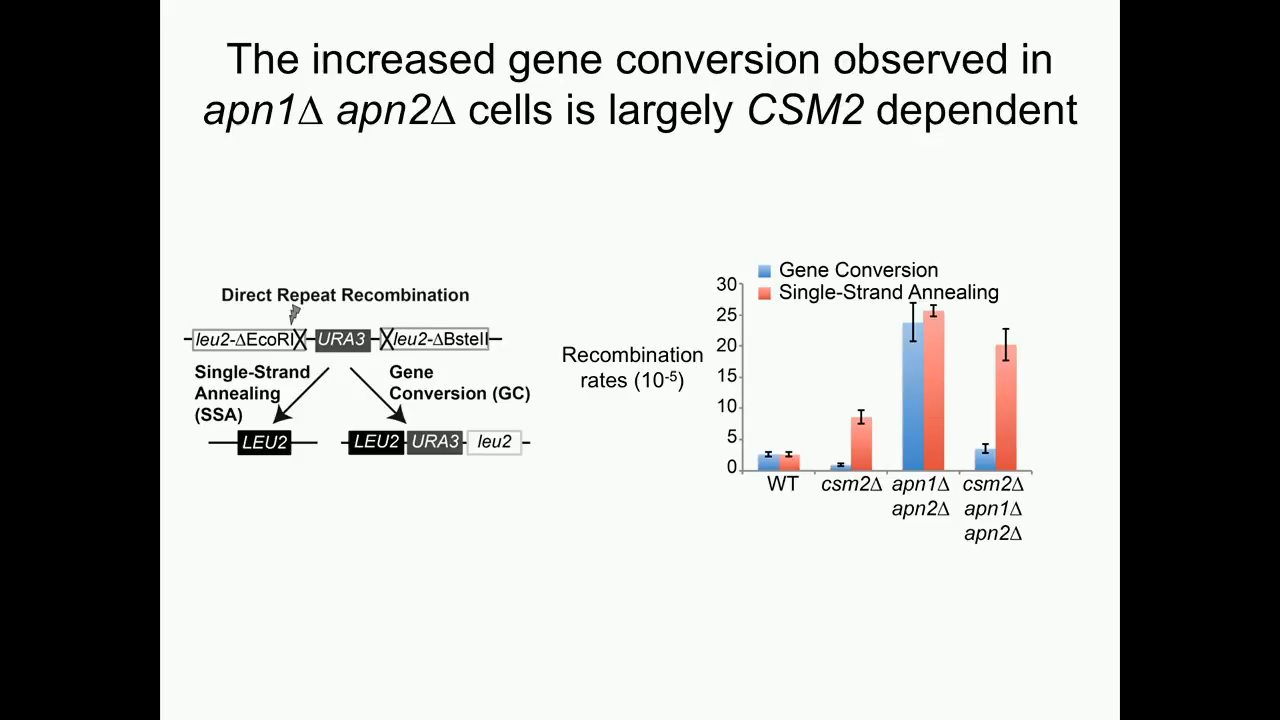 The increased gene conversion observed in
apn1Δ apn2Δ cells is largely CSM2 dependent
Direct Repeat Recombination
leu2-ΔEcoRI
URA3
leu2-ΔBsteII
Single-Strand
Annealing
(SSA)
Gene
Conversion (GC)
LEU2
LEU2
URA3
leu2
Recombination
rates (10-5)
Gene Conversion
Single-Strand Annealing
30
25
20
15
10
5
0
WT
csm2Δ
apn1Δ
apn2Δ
csm2Δ
apn1Δ
apn2Δ